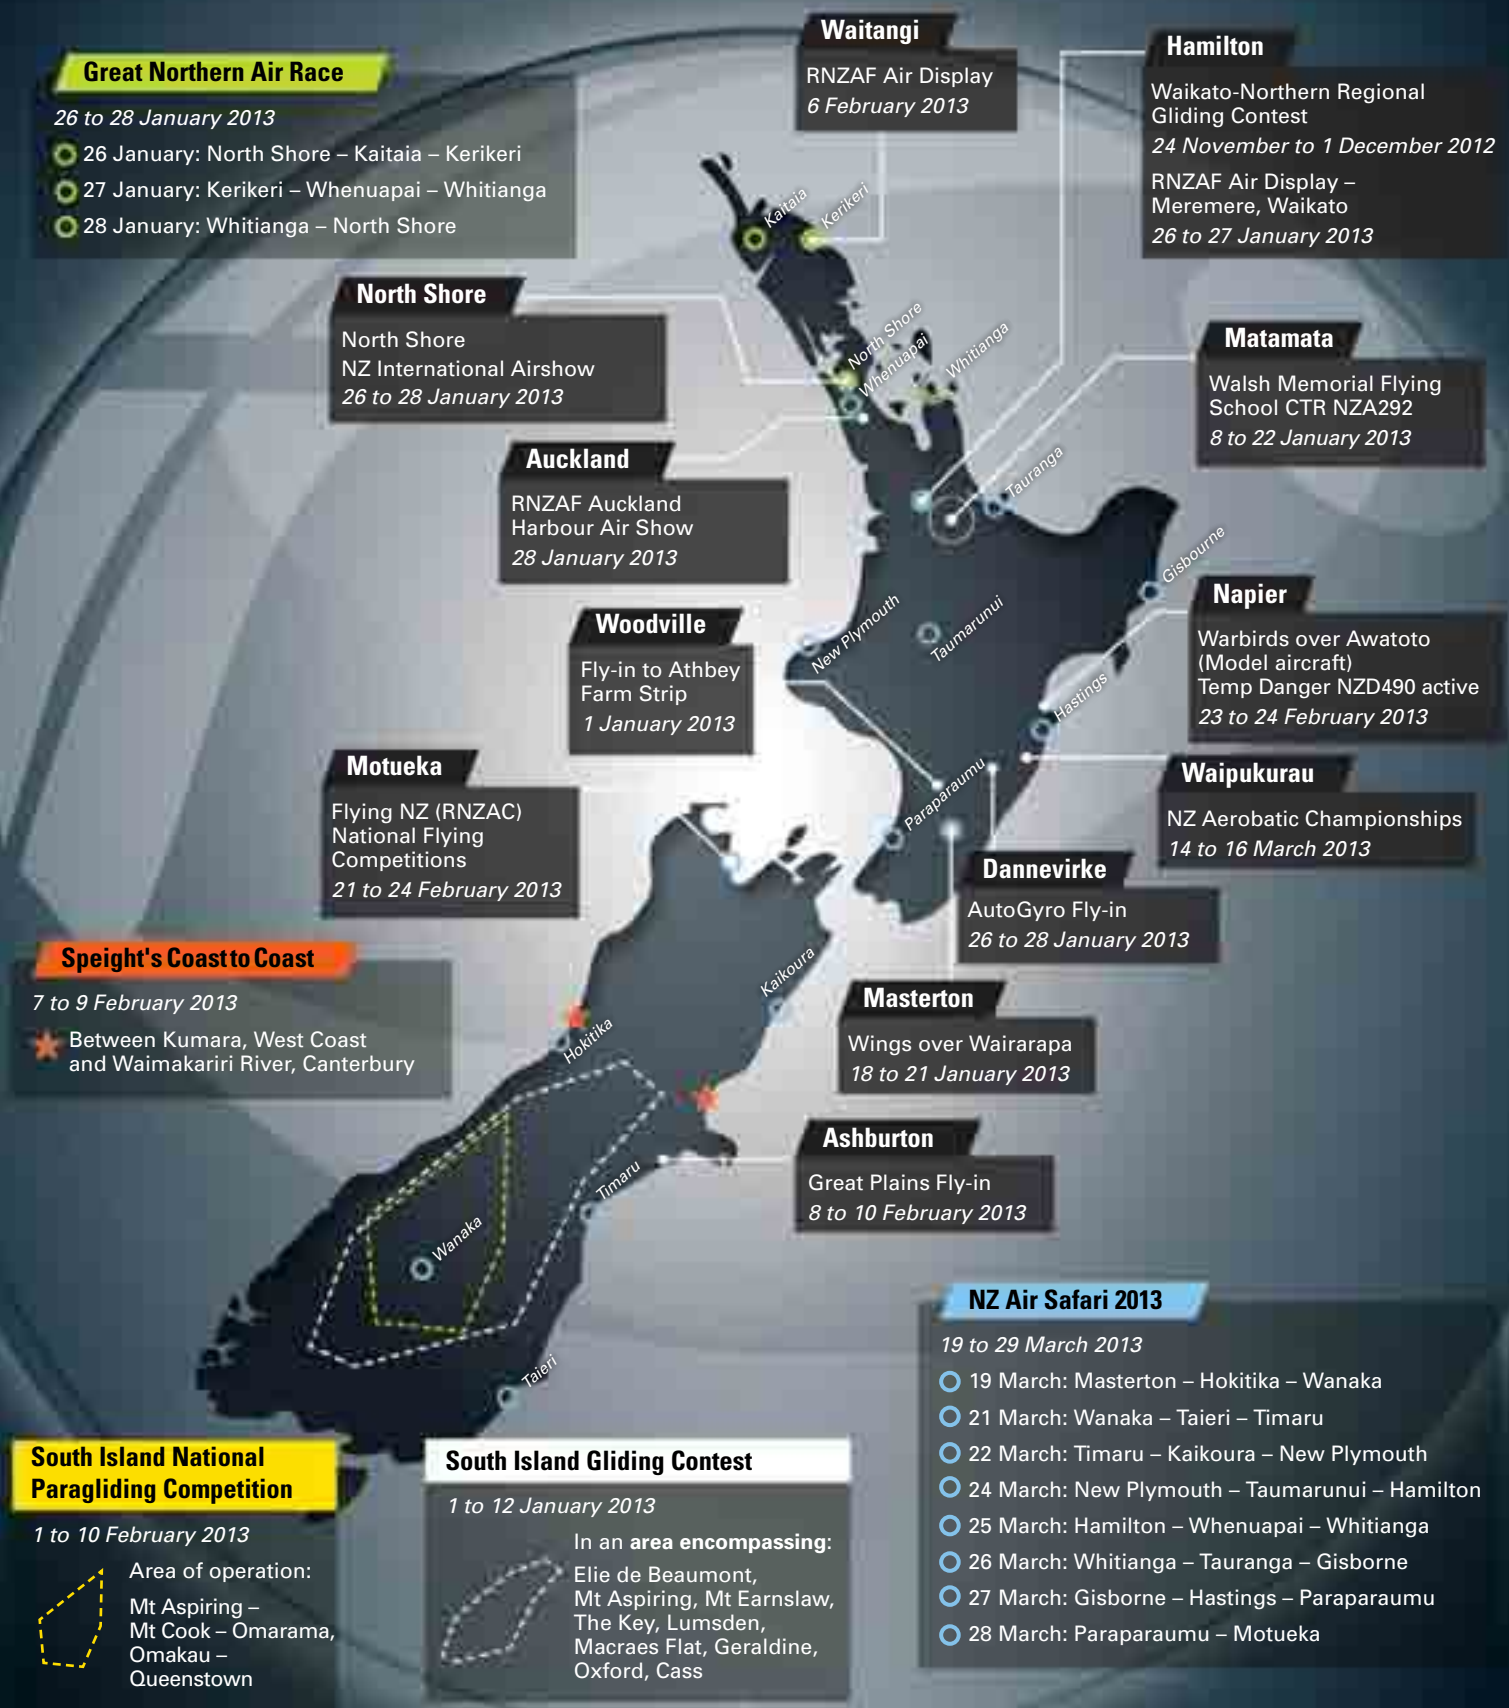 Great Northern Air Race
26 to 28 January 2013
26 January: North Shore – Kaitaia – Kerikeri
27 January: Kerikeri – Whenuapai – Whitianga
28 January: Whitianga – North Shore
Waitangi
RNZAF Air Display
6 February 2013
Hamilton
Waikato-Northern Regional
Gliding Contest
24 November to 1 December 2012
RNZAF Air Display –
Meremere, Waikato
26 to 27 January 2013
Kaitaia
Kerikeri
North Shore
North Shore
NZ International Airshow
26 to 28 January 2013
North Shore
Whenuapai
Whitianga
Matamata
Walsh Memorial Flying
School CTR NZA292
8 to 22 January 2013
Auckland
RNZAF Auckland
Harbour Air Show
28 January 2013
Tauranga
Gisbourne
Woodville
Fly-in to Athbey
Farm Strip
1 January 2013
New Plymouth
Taumarunui
Napier
Warbirds over Awatoto
(Model aircraft)
Temp Danger NZD490 active
23 to 24 February 2013
Hastings
Motueka
Flying NZ (RNZAC)
National Flying
Competitions
21 to 24 February 2013
Paraparaumu
Waipukurau
NZ Aerobatic Championships
14 to 16 March 2013
Dannevirke
AutoGyro Fly-in
26 to 28 January 2013
Speight's Coast to Coast
7 to 9 February 2013
Between Kumara, West Coast
and Waimakariri River, Canterbury
Kaikoura
Hokitika
Masterton
Wings over Wairarapa
18 to 21 January 2013
Ashburton
Great Plains Fly-in
8 to 10 February 2013
Timaru
Wanaka
Taieri
NZ Air Safari 2013
19 to 29 March 2013
19 March: Masterton – Hokitika – Wanaka
21 March: Wanaka – Taieri – Timaru
22 March: Timaru – Kaikoura – New Plymouth
24 March: New Plymouth – Taumarunui – Hamilton
25 March: Hamilton – Whenuapai – Whitianga
26 March: Whitianga – Tauranga – Gisborne
27 March: Gisborne – Hastings – Paraparaumu
28 March: Paraparaumu – Motueka
South Island National
Paragliding Competition
1 to 10 February 2013
Area of operation:
Mt Aspiring –
Mt Cook – Omarama,
Omakau –
Queenstown
South Island Gliding Contest
1 to 12 January 2013
In an area encompassing:
Elie de Beaumont,
Mt Aspiring, Mt Earnslaw,
The Key, Lumsden,
Macraes Flat, Geraldine,
Oxford, Cass